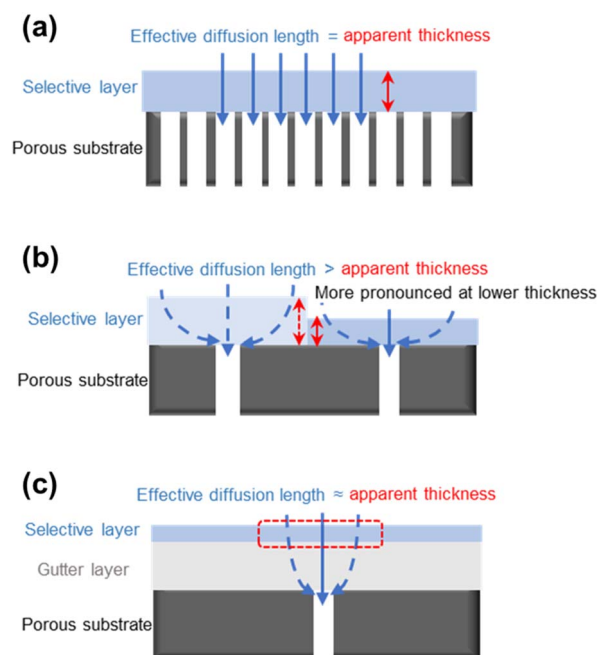 (a)
Effective diffusion length = apparent thickness
Selective layer
Porous substrate
(b)
Effective diffusion length > apparent thickness
More pronounced at lower thickness
Selective layer
Porous substrate
(c)
Effective diffusion length ≈ apparent thickness
Selective layer
Gutter layer
Porous substrate